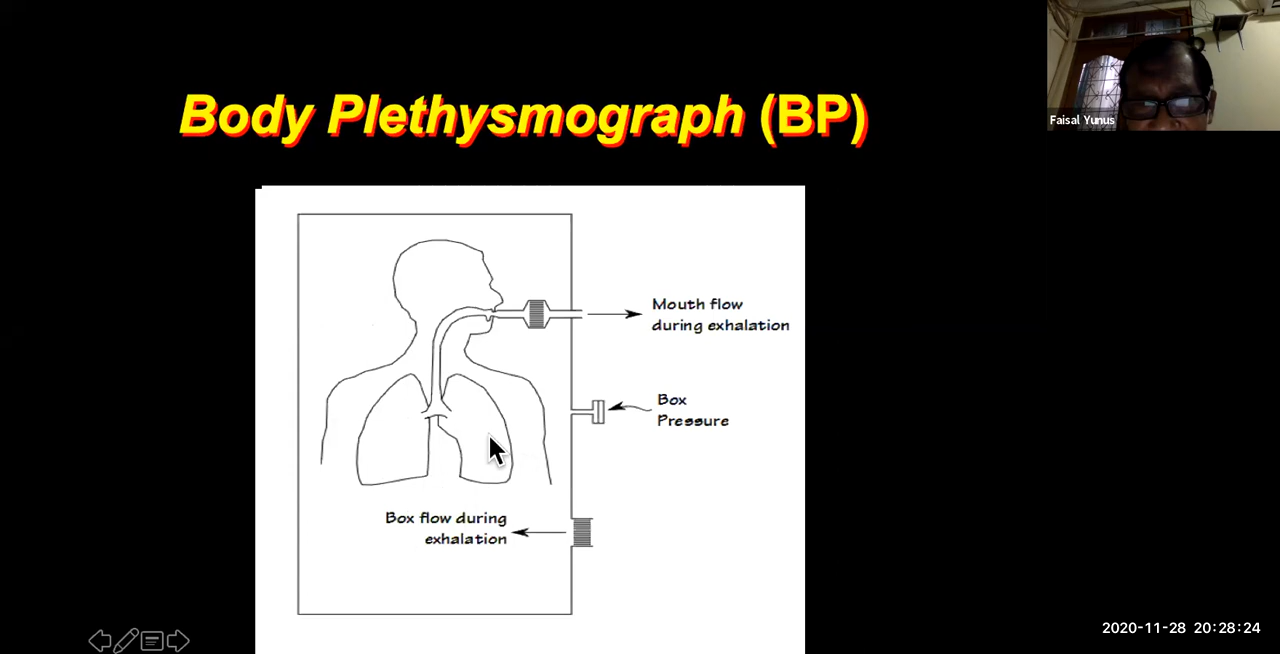 Body Plethysmograph (BP)
Faisal Yunus
Mouth flow
during exhalation
Box
Pressure
Box flow during
exhalation
2020-11-28 20:28:24